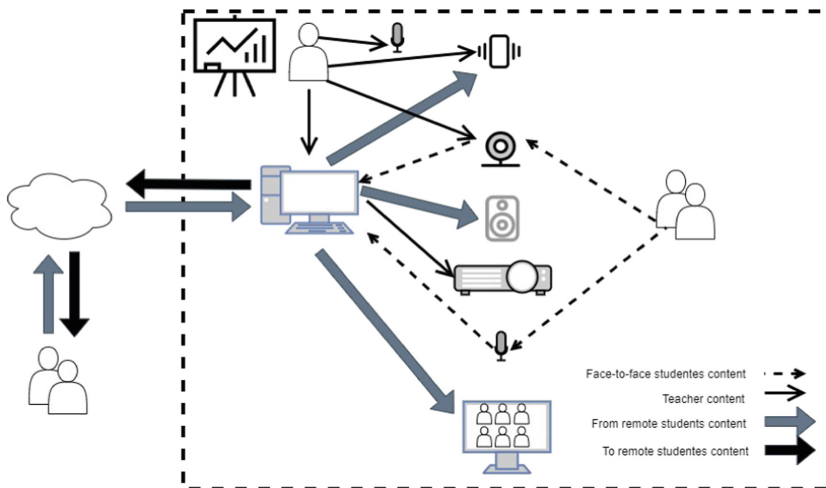 Face-to-face studentes content
Teacher content
From remote students content
To remote studentes content